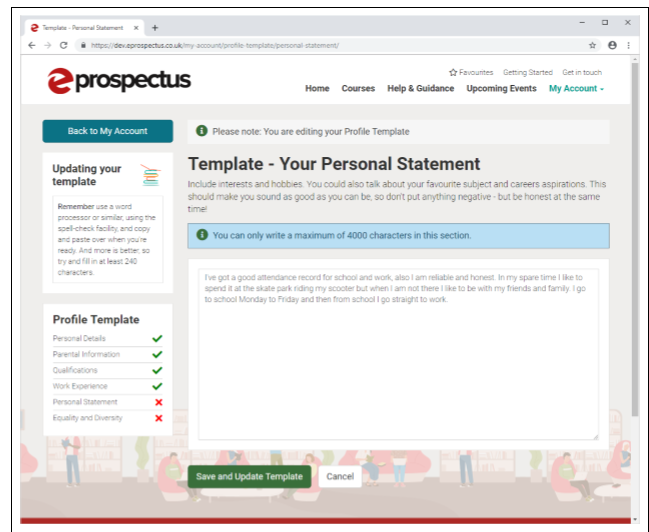 Template - Personal Statement
https://dev.eprospectus.co.uk/my-account/profile-template/personal-statement/
Favourites Getting Started Get in touch
eprospectus
Home Courses Help & Guidance Upcoming Events My Account
Back to My Account
Please note: You are editing your Profile Template
Updating your
template
Remember use a word
processor or similar, using the
spell-check facility, and copy
and paste over when you're
ready. And more is better, so
try and fill in at least 240
characters.
Profile Template
Personal Details
Parental Information
Qualifications
Work Experience
Personal Statement
Equality and Diversity
Template - Your Personal Statement
Include interests and hobbies. You could also talk about your favourite subject and careers aspirations. This
should make you sound as good as you can be, so don't put anything negative - but be honest at the same
time!
You can only write a maximum of 4000 characters in this section.
I've got a good attendance record for school and work, also I am reliable and honest. In my spare time I like to
spend it at the skate park riding my scooter but when I am not there I like to be with my friends and family. I go
to school Monday to Friday and then from school I go straight to work.
Save and Update Template
Cancel